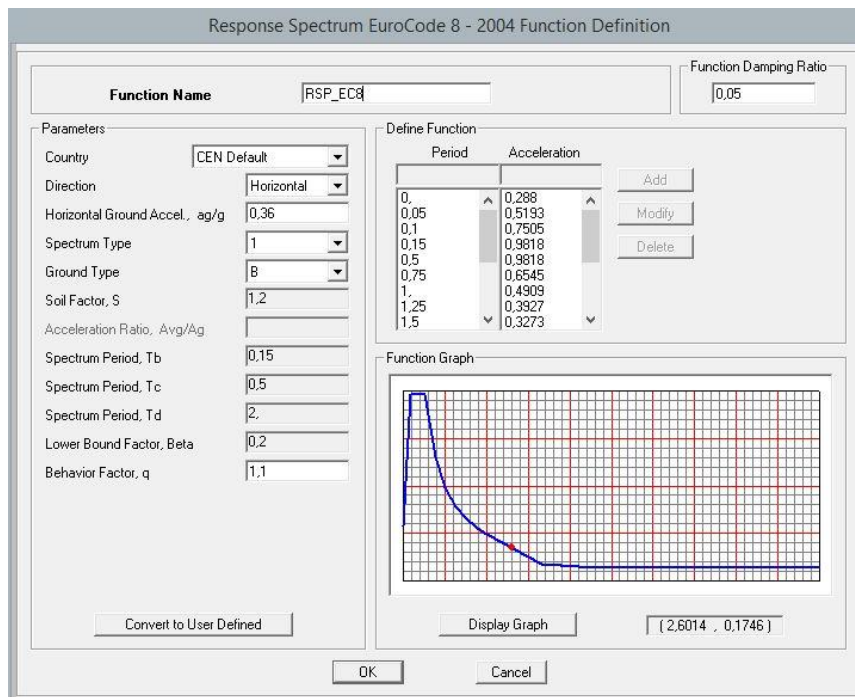 Response Spectrum EuroCode 8 - 2004 Function Definition
Function Name
RSP_EC8
Function Damping Ratio
0,05
Parameters
Country
CEN Default
Direction
Horizontal
Horizontal Ground Accel., ag/g
0,36
Spectrum Type
1
Ground Type
B
Soil Factor, S
1,2
Acceleration Ratio, Avg/Ag
Spectrum Period, Tb
0,15
Spectrum Period, Tc
0,5
Spectrum Period, Td
2,
Lower Bound Factor, Beta
0,2
Behavior Factor, q
1,1
Convert to User Defined
Define Function
Period Acceleration
0, 0,288
0,05 0,5193
0,1 0,7505
0,15 0,9818
0,5 0,9818
0,75 0,6545
1, 0,4909
1,25 0,3927
1,5 0,3273
Add
Modify
Delete
Function Graph
Display Graph
( 2,6014 , 0,1746 )
OK
Cancel